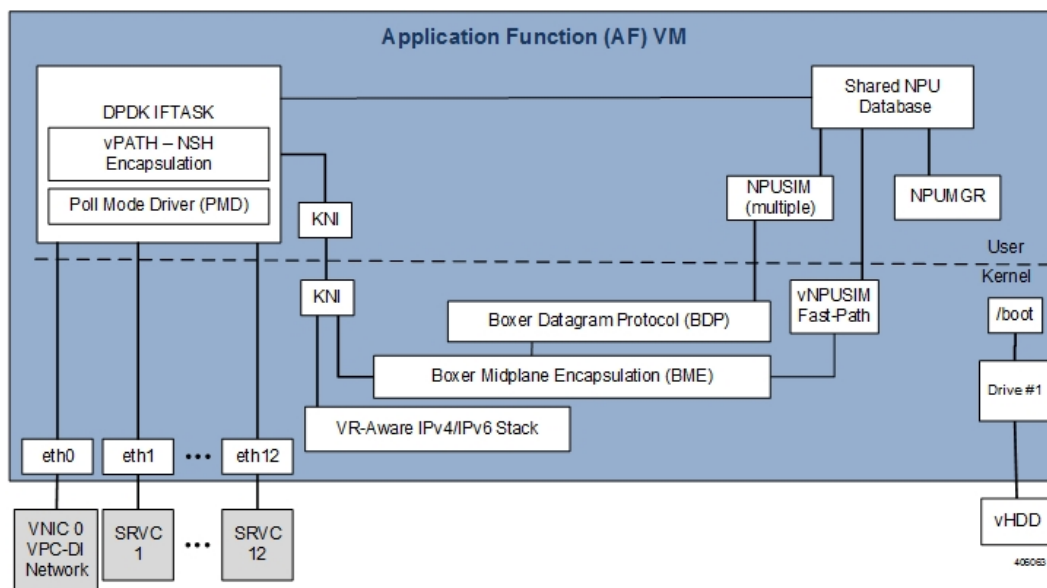 Application Function (AF) VM
DPDK IFTASK
vPATH – NSH
Encapsulation
Poll Mode Driver (PMD)
Shared NPU
Database
KNI
NPUSIM
(multiple)
NPUMGR
User
Kernel
KNI
vNPUSIM
Fast-Path
/boot
Boxer Datagram Protocol (BDP)
Boxer Midplane Encapsulation (BME)
Drive #1
VR-Aware IPv4/IPv6 Stack
eth0
eth1
•••
eth12
VNIC 0
VPC-DI
Network
SRVC
1
•••
SRVC
12
vHDD
406063